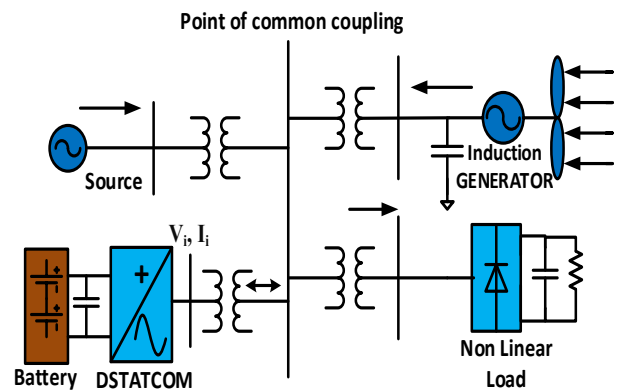 Point of common coupling
Source
Induction
GENERATOR
Vi, Ii
+
Battery
DSTATCOM
Non Linear
Load